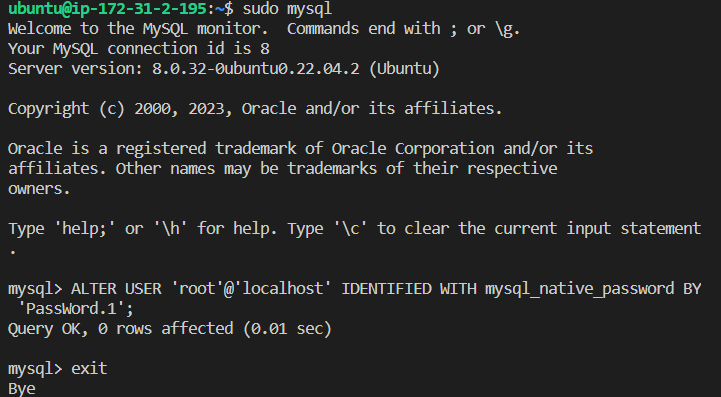 ubuntu@ip-172-31-2-195:~$ sudo mysql
Welcome to the MySQL monitor.  Commands end with ; or \g.
Your MySQL connection id is 8
Server version: 8.0.32-0ubuntu0.22.04.2 (Ubuntu)
Copyright (c) 2000, 2023, Oracle and/or its affiliates.
Oracle is a registered trademark of Oracle Corporation and/or its
affiliates. Other names may be trademarks of their respective
owners.
Type 'help;' or '\h' for help. Type '\c' to clear the current input statement
.
mysql> ALTER USER 'root'@'localhost' IDENTIFIED WITH mysql_native_password BY
 'PassWord.1';
Query OK, 0 rows affected (0.01 sec)
mysql> exit
Bye